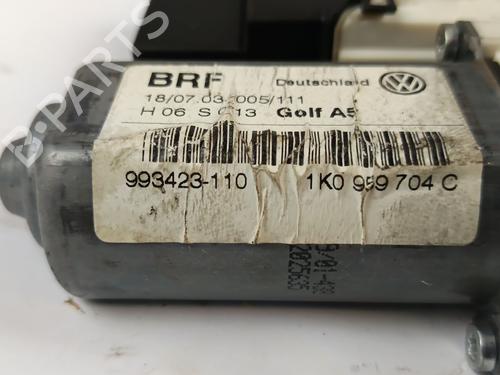 BRF Deutschland
18/07.03 005/111
H 06 S 013 Golf A5
993423-110 1K0 959 704 C
B-PARTS